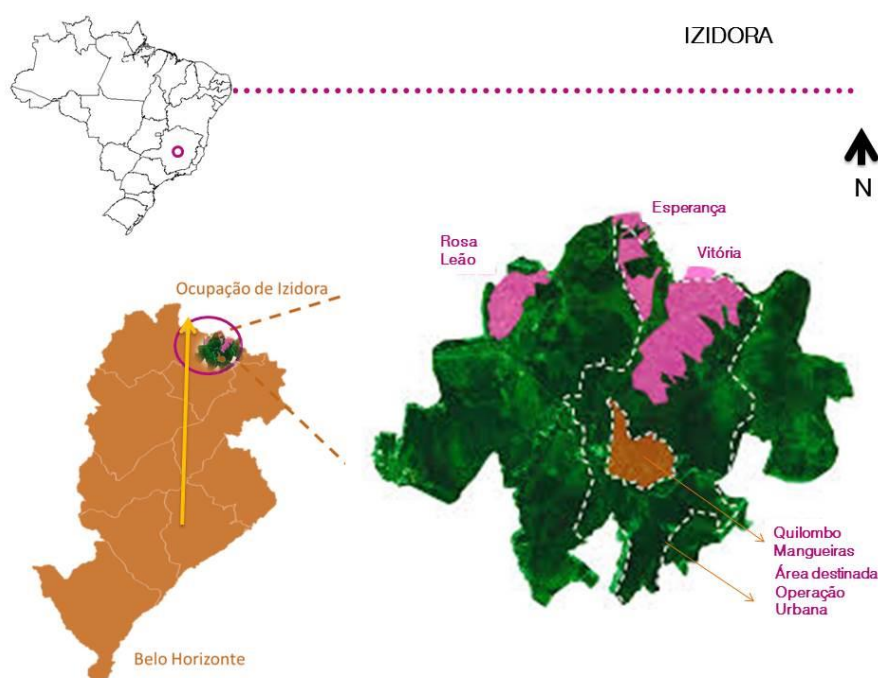 IZIDORA
N
Esperança
Rosa
Leão
Vitória
Ocupação de Izidora
Quilombo
Mangueiras
Área destinada
Operação
Urbana
Belo Horizonte